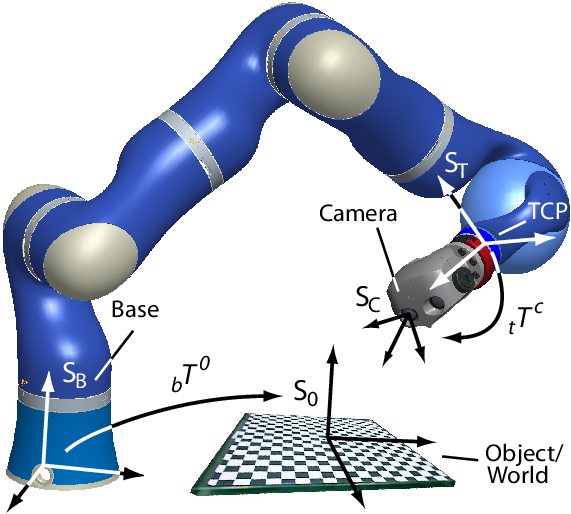 S_T
TCP
Camera
S_C
_tT^c
Base
S_B
_bT^0
S_0
Object/
World